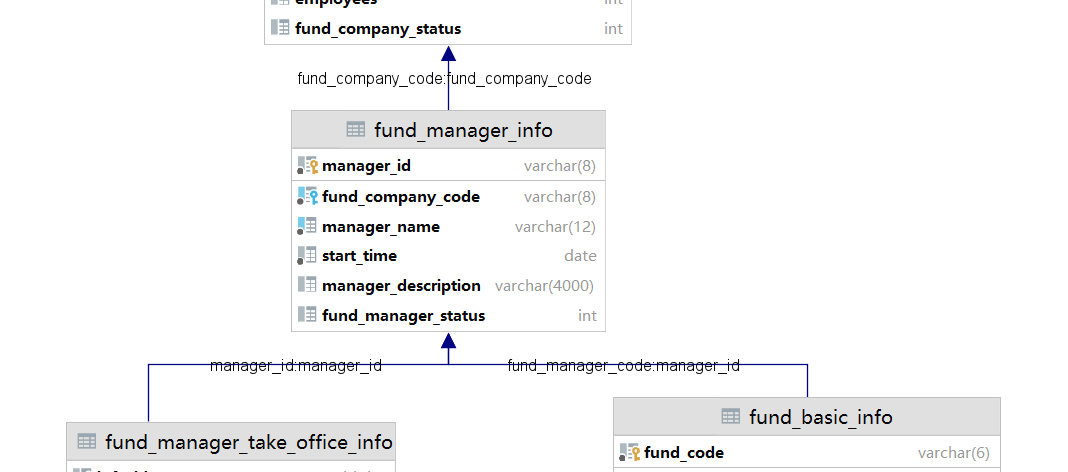 employees int
fund_company_status int
fund_company_code:fund_company_code
fund_manager_info
manager_id varchar(8)
fund_company_code varchar(8)
manager_name varchar(12)
start_time date
manager_description varchar(4000)
fund_manager_status int
manager_id:manager_id
fund_manager_code:manager_id
fund_basic_info
fund_manager_take_office_info
fund_code varchar(6)